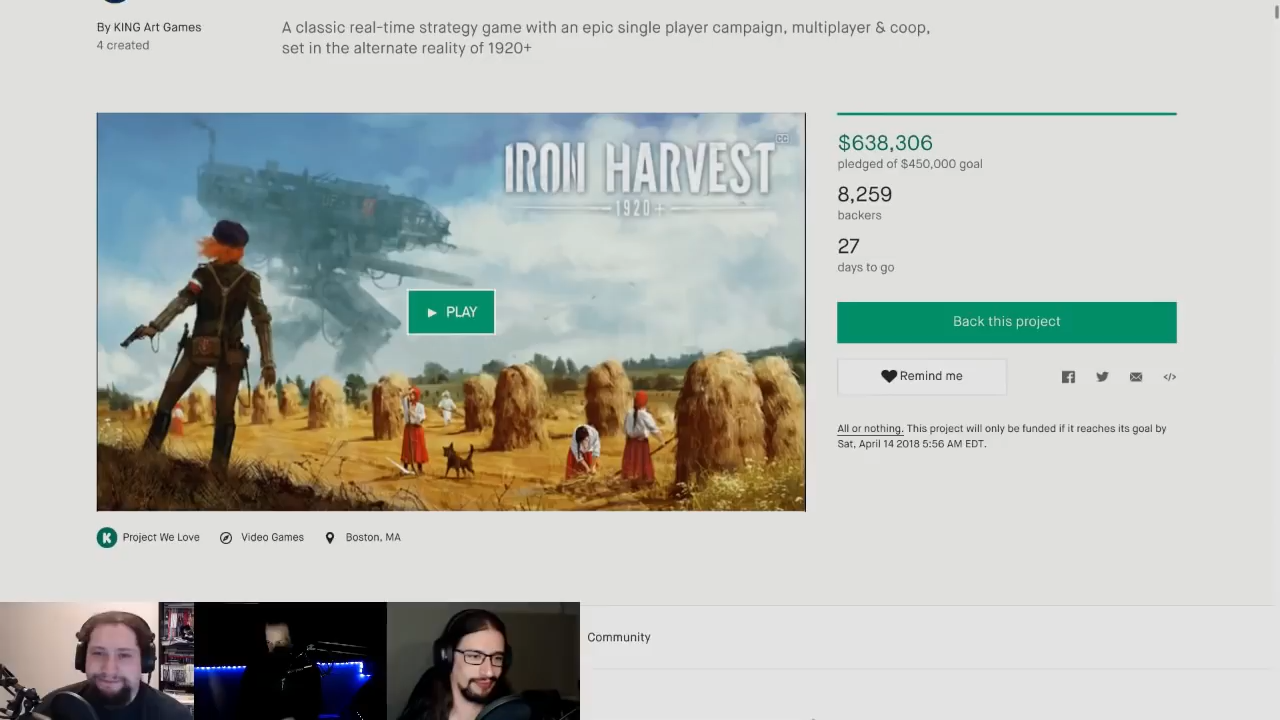 By KING Art Games
4 created
A classic real-time strategy game with an epic single player campaign, multiplayer & coop,
set in the alternate reality of 1920+
CC
IRON HARVEST
1920+
PLAY
$638,306
pledged of $450,000 goal
8,259
backers
27
days to go
Back this project
Remind me
All or nothing. This project will only be funded if it reaches its goal by
Sat, April 14 2018 5:56 AM EDT.
K Project We Love
Video Games
Boston, MA
Community